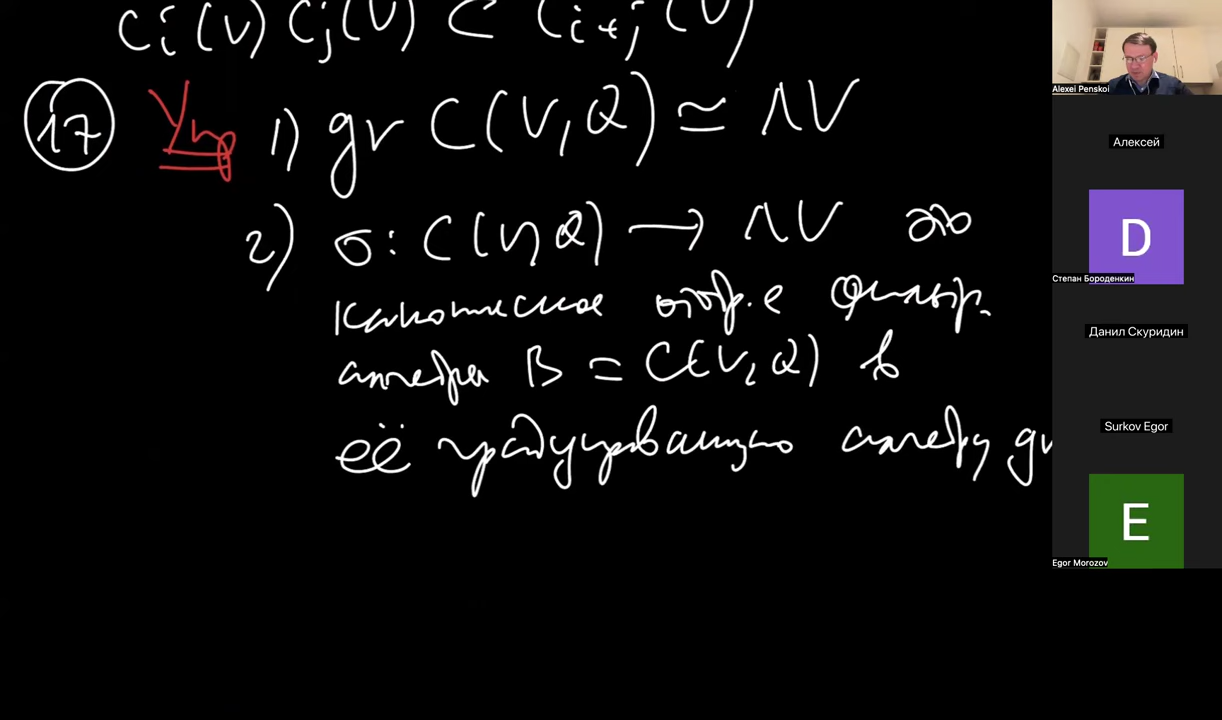 C_i(V) C_j(V) ⊂ C_{i+j}(V)
17 Упр 1) gr C(V, Q) ≃ ΛV
2) σ: C(V, Q) → ΛV это
каноническое отобр-е фильтр.
алгебры B = C(V, Q) в
её градуированную алгебру gr
Alexei Penskoi
Алексей
D
Степан Бороденкин
Данил Скуридин
Surkov Egor
E
Egor Morozov